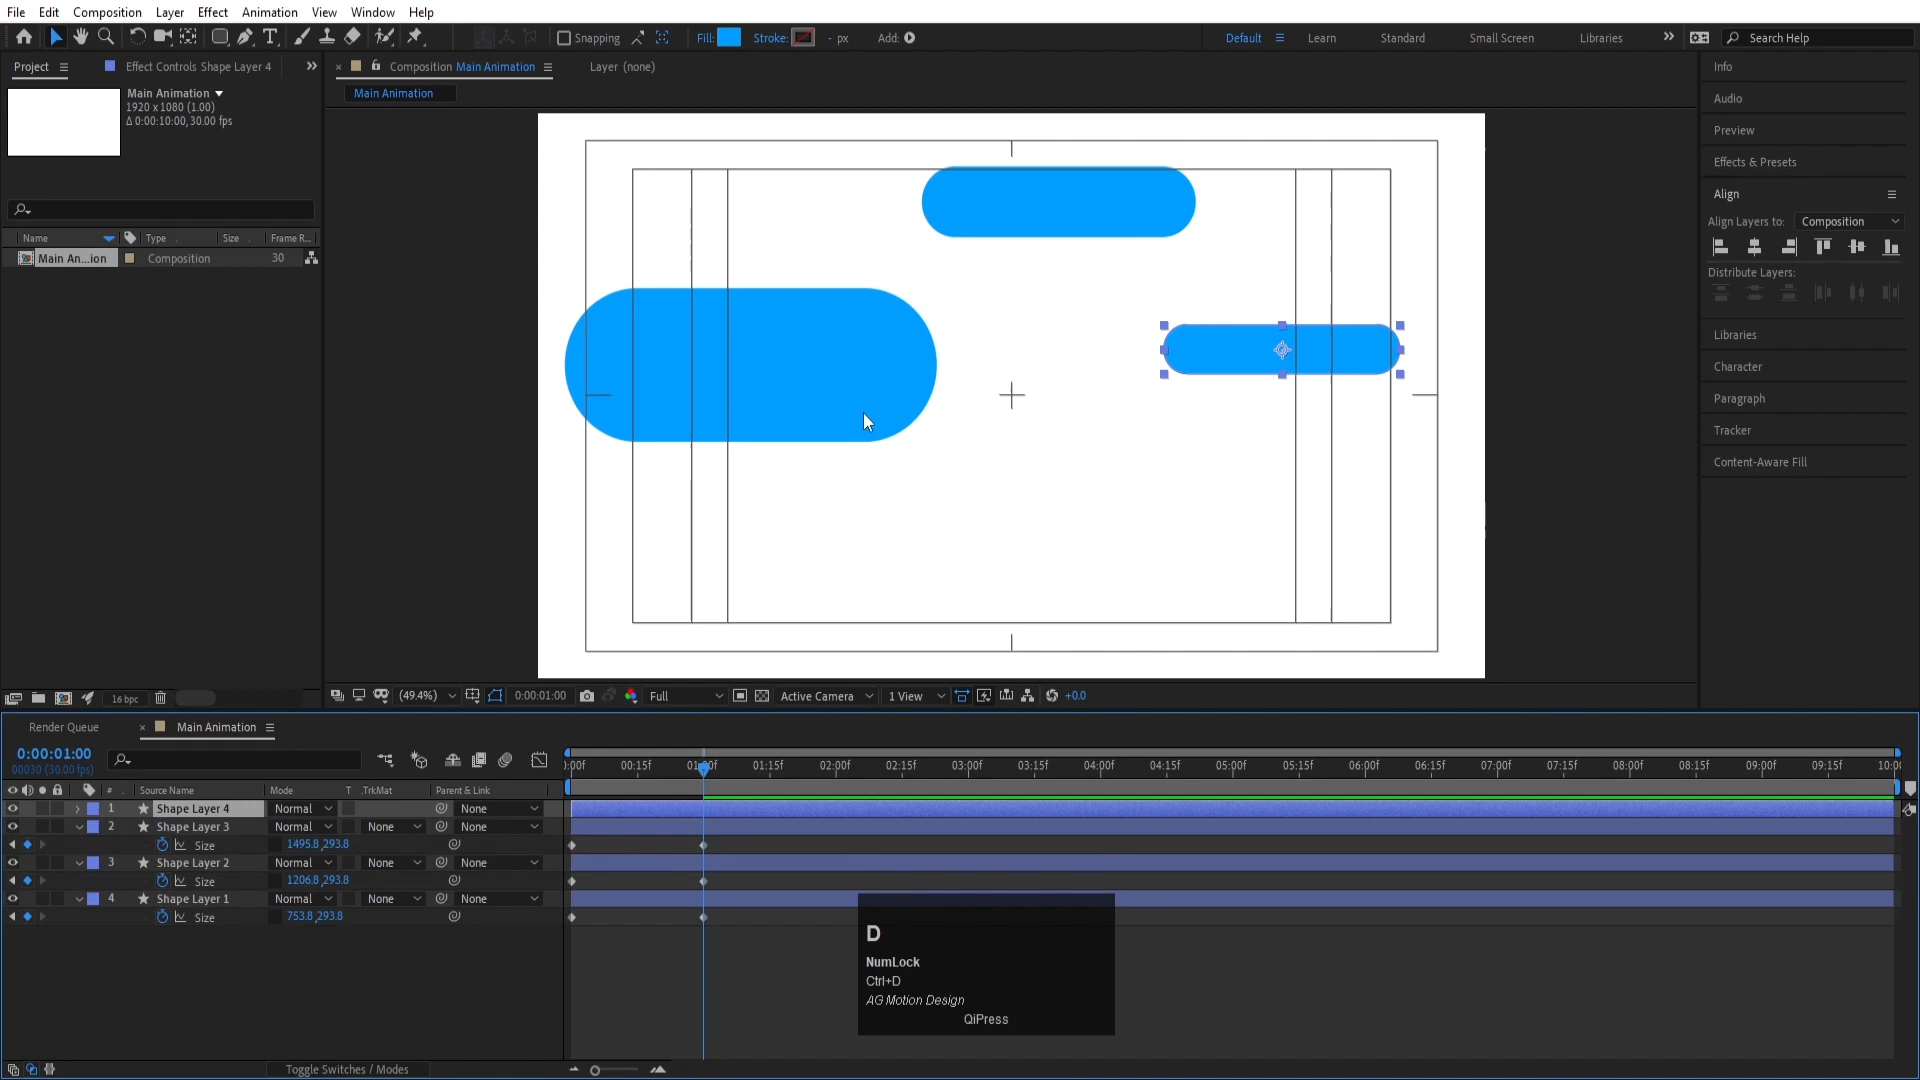 File Edit Composition Layer Effect Animation View Window Help
Snapping Fill: Stroke: - px Add: Default Learn Standard Small Screen Libraries Search Help
Project Effect Controls Shape Layer 4 Composition Main Animation Layer (none)
Main Animation
Main Animation
1920 x 1080 (1.00)
Δ 0:00:10:00, 30.00 fps
Name Type Size Frame R...
Main An...ion Composition 30
Info
Audio
Preview
Effects & Presets
Align
Align Layers to: Composition
Distribute Layers:
Libraries
Character
Paragraph
Tracker
Content-Aware Fill
16 bpc (49.4%) 0:00:01:00 Full Active Camera 1 View +0.0
Render Queue Main Animation
0:00:01:00
00030 (30.00 fps)
:00f 00:15f 01:00f 01:15f 02:00f 02:15f 03:00f 03:15f 04:00f 04:15f 05:00f 05:15f 06:00f 06:15f 07:00f 07:15f 08:00f 08:15f 09:00f 09:15f 10:0
# Source Name Mode T .TrkMat Parent & Link
1 Shape Layer 4 Normal None
2 Shape Layer 3 Normal None None
Size 1495.8,293.8
3 Shape Layer 2 Normal None None
Size 1206.8,293.8
4 Shape Layer 1 Normal None None
Size 753.8,293.8
D
NumLock
Ctrl+D
AG Motion Design
QiPress
Toggle Switches / Modes